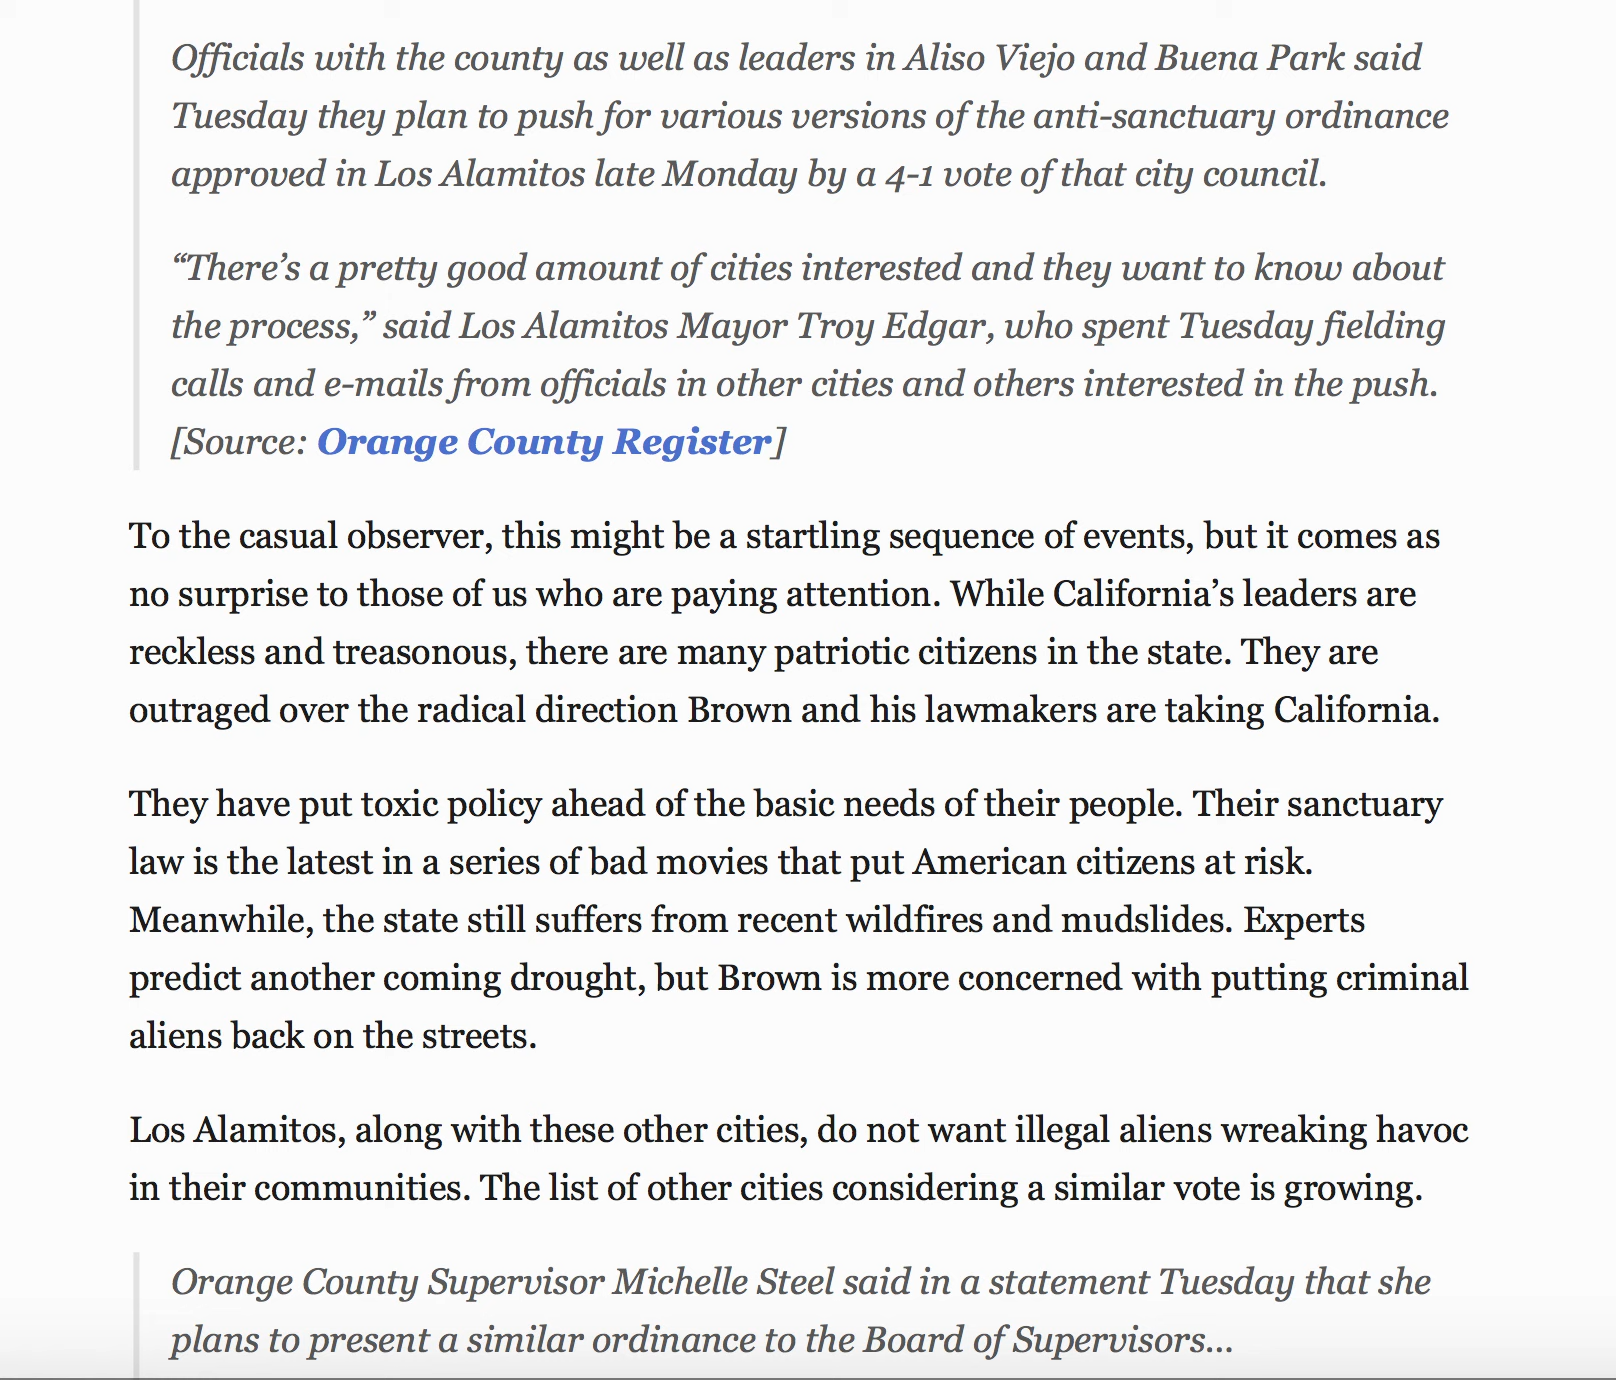 Officials with the county as well as leaders in Aliso Viejo and Buena Park said
Tuesday they plan to push for various versions of the anti-sanctuary ordinance
approved in Los Alamitos late Monday by a 4-1 vote of that city council.
“There’s a pretty good amount of cities interested and they want to know about
the process,” said Los Alamitos Mayor Troy Edgar, who spent Tuesday fielding
calls and e-mails from officials in other cities and others interested in the push.
[Source: Orange County Register]
To the casual observer, this might be a startling sequence of events, but it comes as
no surprise to those of us who are paying attention. While California’s leaders are
reckless and treasonous, there are many patriotic citizens in the state. They are
outraged over the radical direction Brown and his lawmakers are taking California.
They have put toxic policy ahead of the basic needs of their people. Their sanctuary
law is the latest in a series of bad movies that put American citizens at risk.
Meanwhile, the state still suffers from recent wildfires and mudslides. Experts
predict another coming drought, but Brown is more concerned with putting criminal
aliens back on the streets.
Los Alamitos, along with these other cities, do not want illegal aliens wreaking havoc
in their communities. The list of other cities considering a similar vote is growing.
Orange County Supervisor Michelle Steel said in a statement Tuesday that she
plans to present a similar ordinance to the Board of Supervisors...